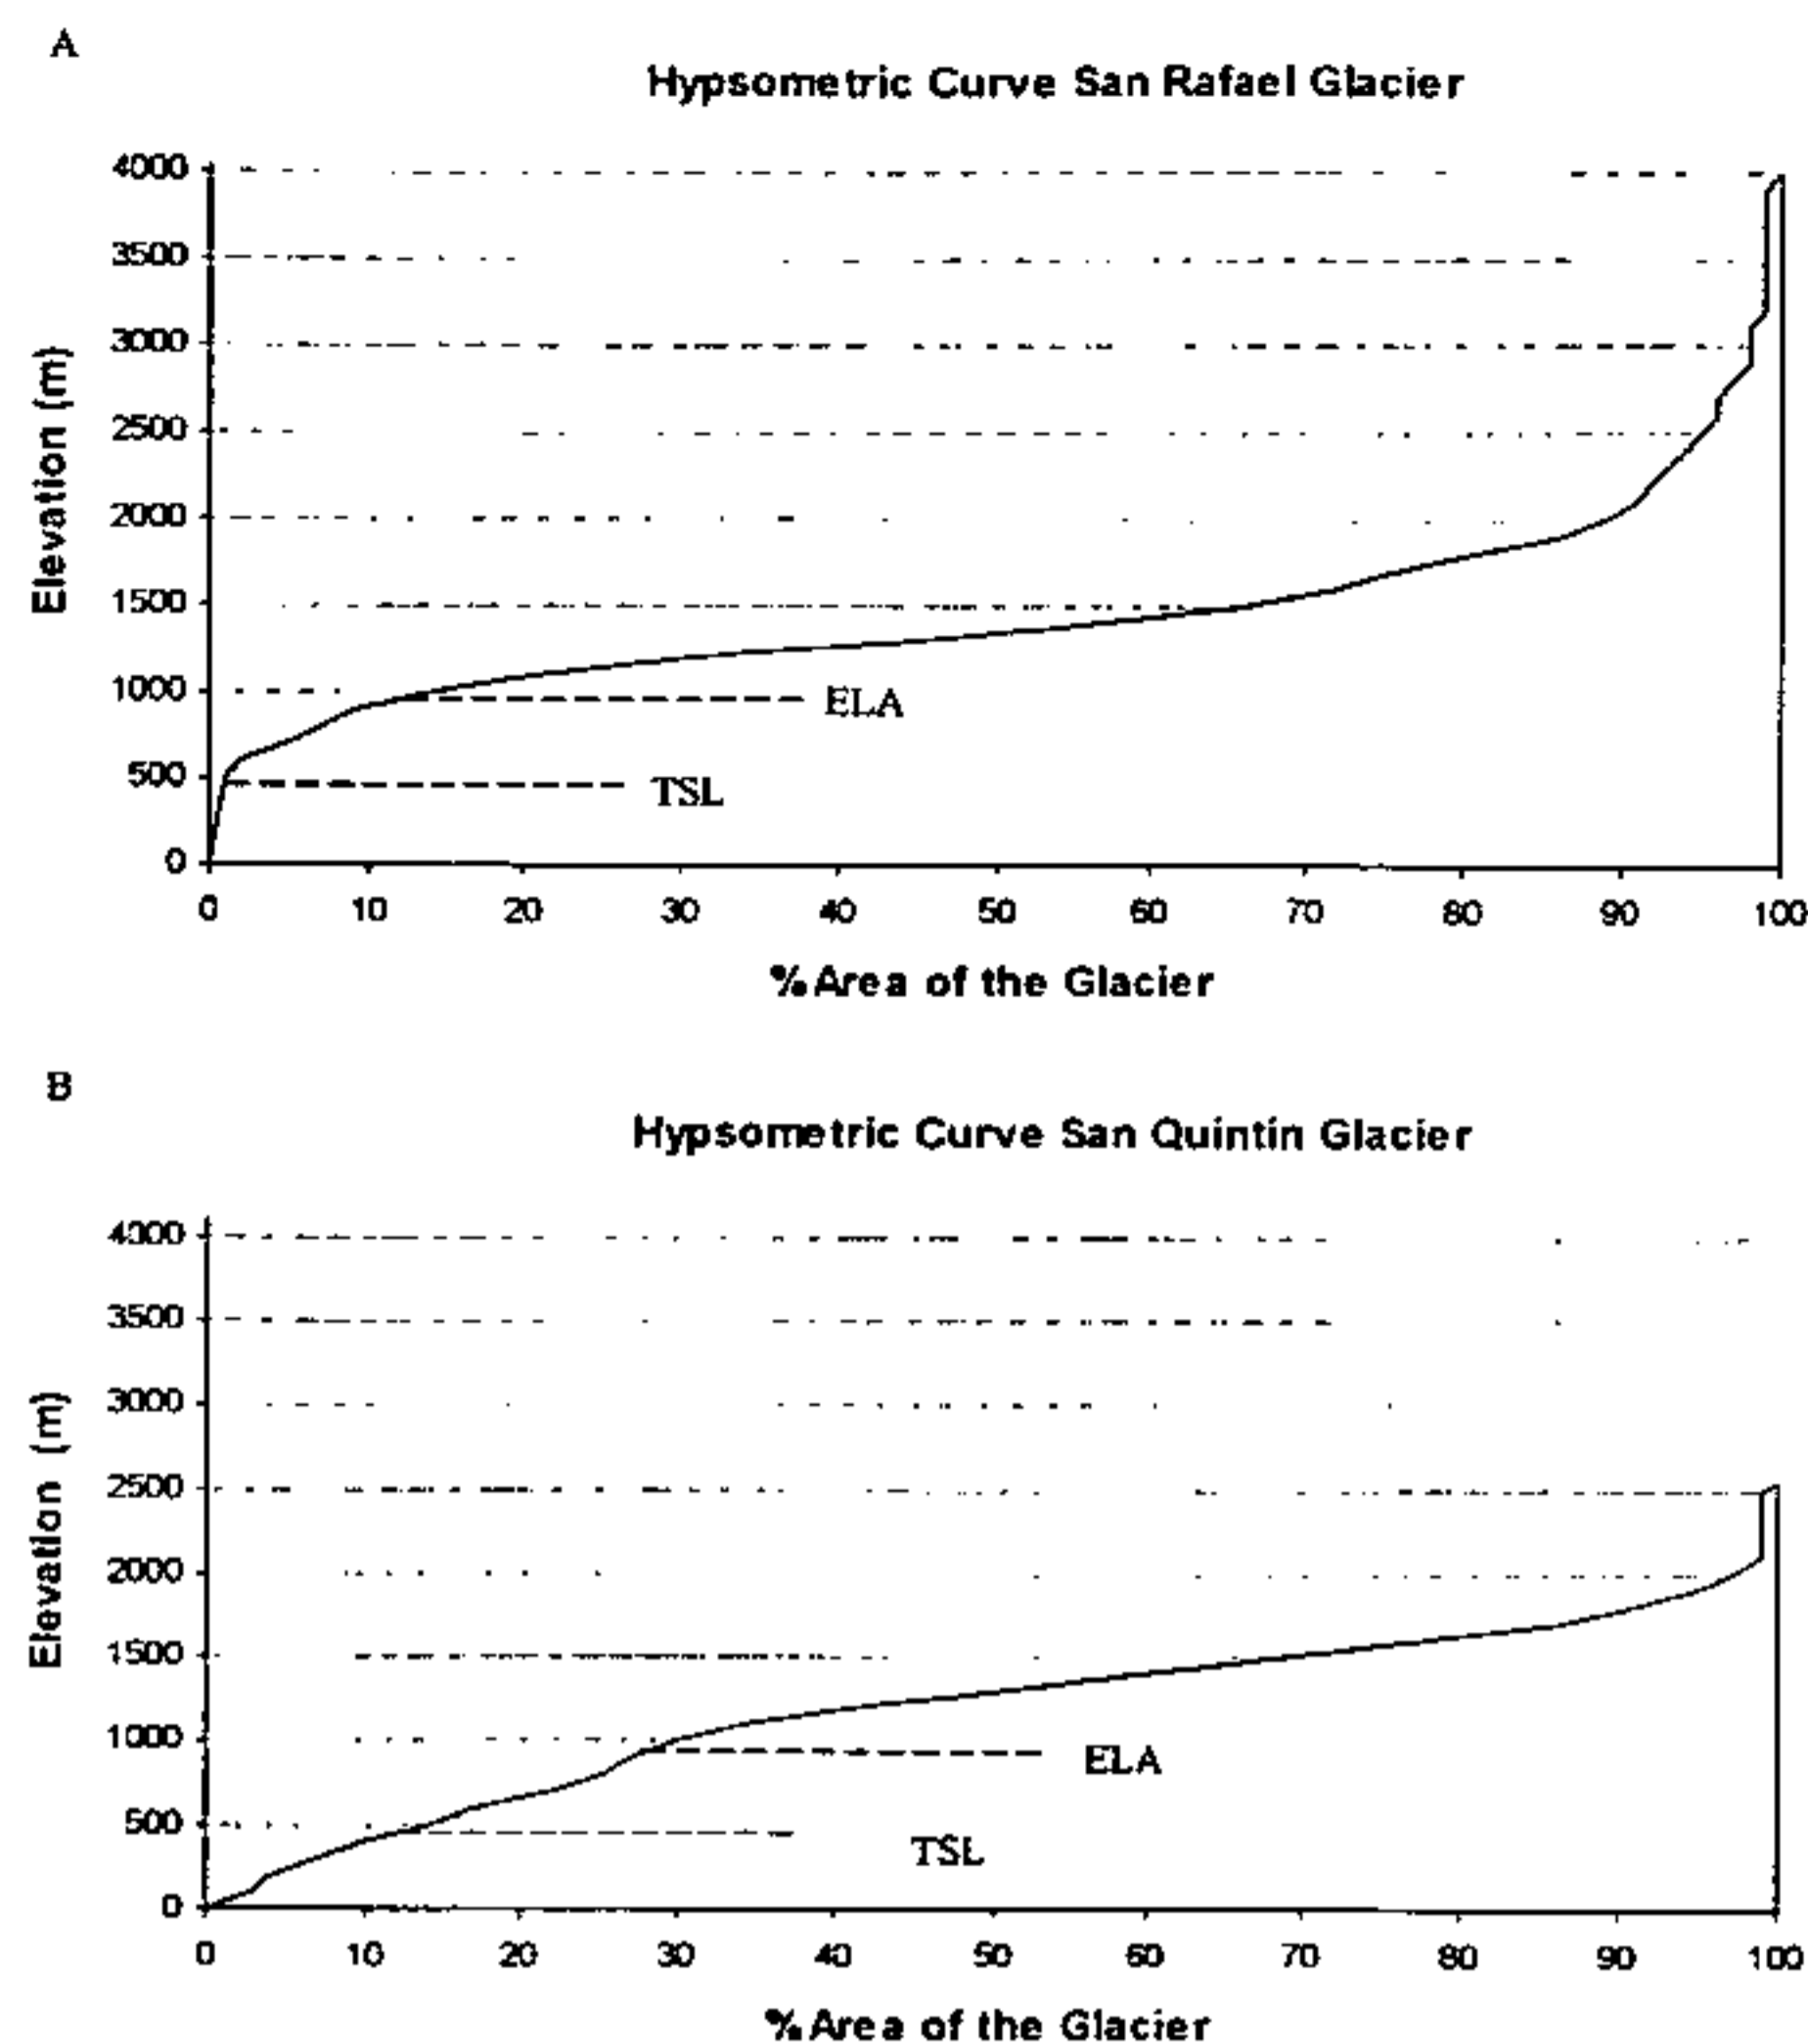 A
Hypsometric Curve San Rafael Glacier
4000
3500
3000
2500
2000
1500
1000
500
0
Elevation (m)
ELA
TSL
0 10 20 30 40 50 60 70 80 90 100
% Area of the Glacier
B
Hypsometric Curve San Quintin Glacier
4000
3500
3000
2500
2000
1500
1000
500
0
Elevation (m)
ELA
TSL
0 10 20 30 40 50 60 70 80 90 100
% Area of the Glacier